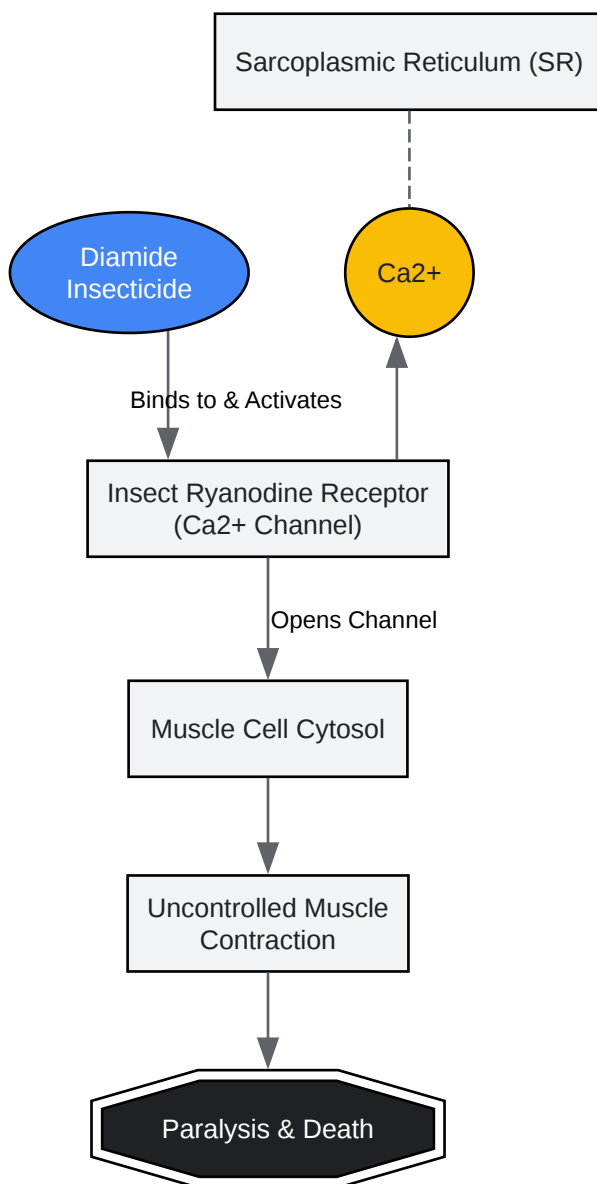 Sarcoplasmic Reticulum (SR)
Diamide
Insecticide
Ca2+
Binds to & Activates
Insect Ryanodine Receptor
(Ca2+ Channel)
Opens Channel
Muscle Cell Cytosol
Uncontrolled Muscle
Contraction
Paralysis & Death